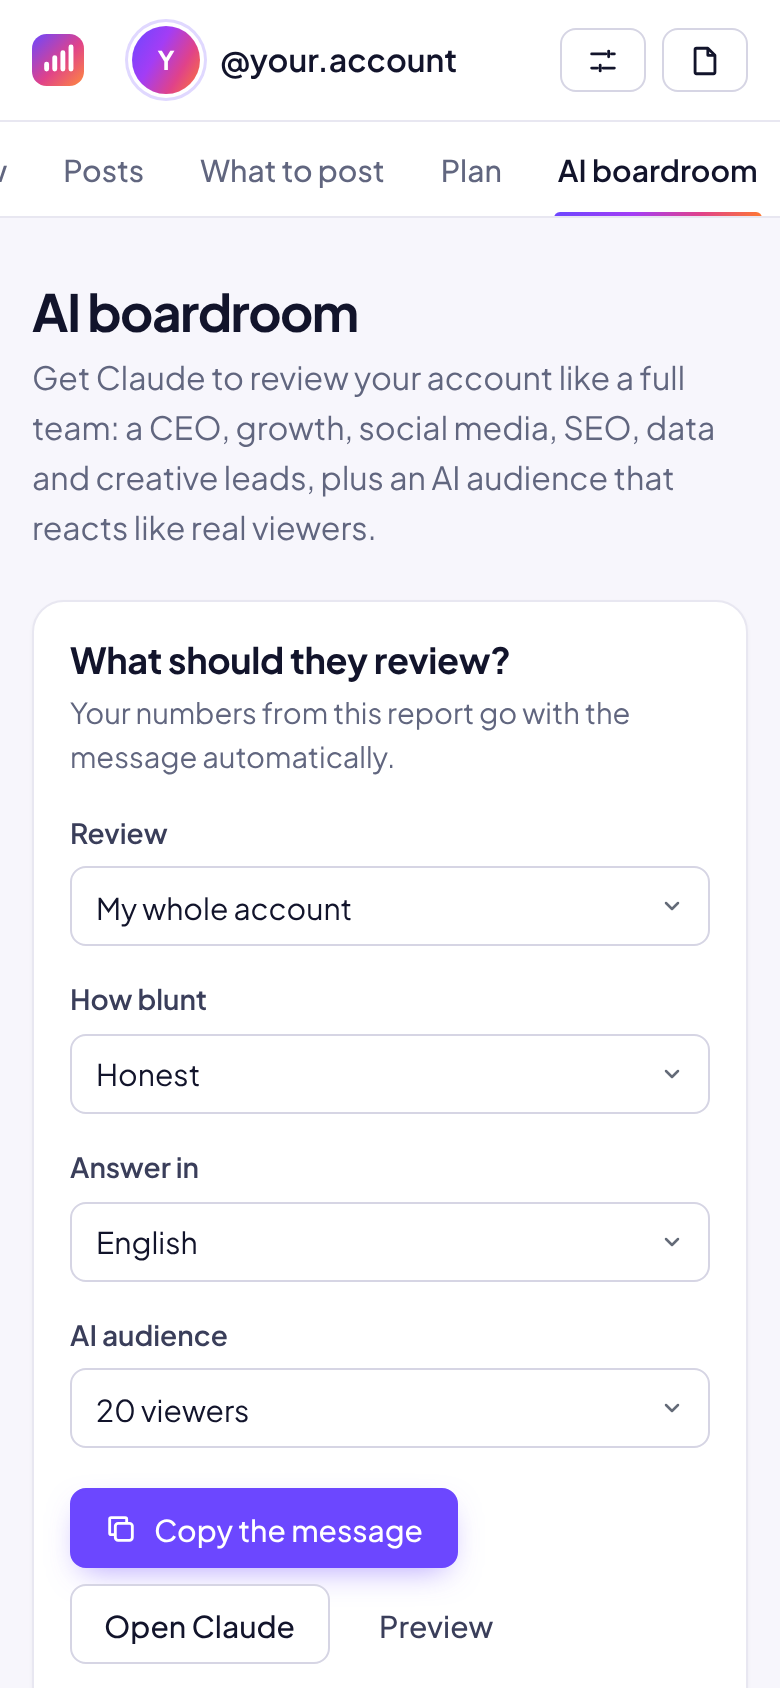 Y
@your.account
Posts
What to post
Plan
AI boardroom
AI boardroom
Get Claude to review your account like a full
team: a CEO, growth, social media, SEO, data
and creative leads, plus an AI audience that
reacts like real viewers.
What should they review?
Your numbers from this report go with the
message automatically.
Review
My whole account
How blunt
Honest
Answer in
English
AI audience
20 viewers
Copy the message
Open Claude
Preview